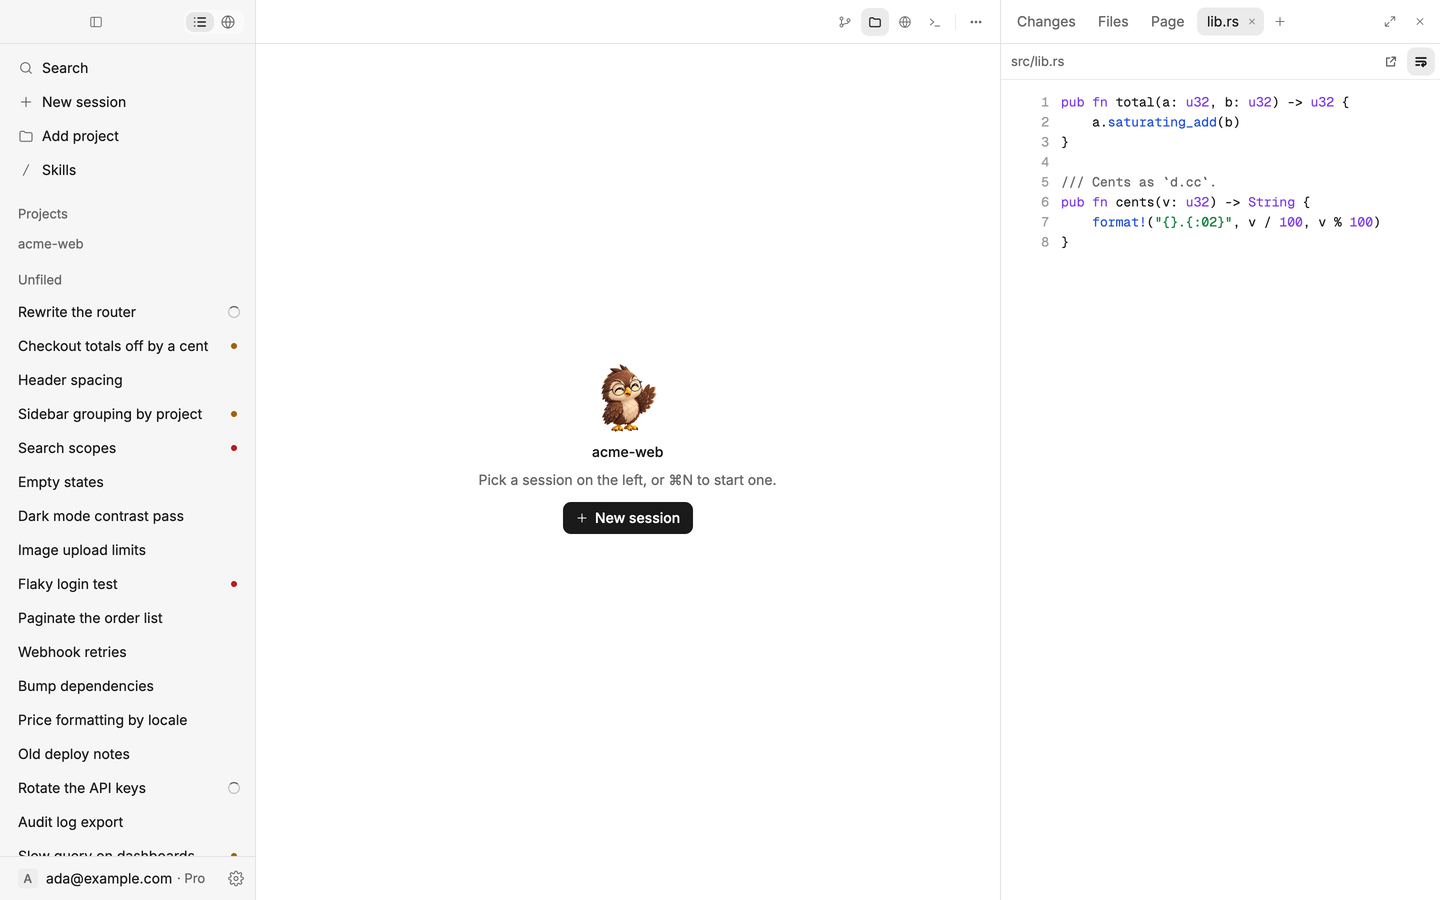 Search
New session
Add project
Skills
Projects
acme-web
Unfiled
Rewrite the router
Checkout totals off by a cent
Header spacing
Sidebar grouping by project
Search scopes
Empty states
Dark mode contrast pass
Image upload limits
Flaky login test
Paginate the order list
Webhook retries
Bump dependencies
Price formatting by locale
Old deploy notes
Rotate the API keys
Audit log export
Slow query on dashboards
A ada@example.com · Pro
acme-web
Pick a session on the left, or ⌘N to start one.
New session
Changes Files Page lib.rs
src/lib.rs
1 pub fn total(a: u32, b: u32) -> u32 {
2     a.saturating_add(b)
3 }
4
5 /// Cents as `d.cc`.
6 pub fn cents(v: u32) -> String {
7     format!("{}.{:02}", v / 100, v % 100)
8 }